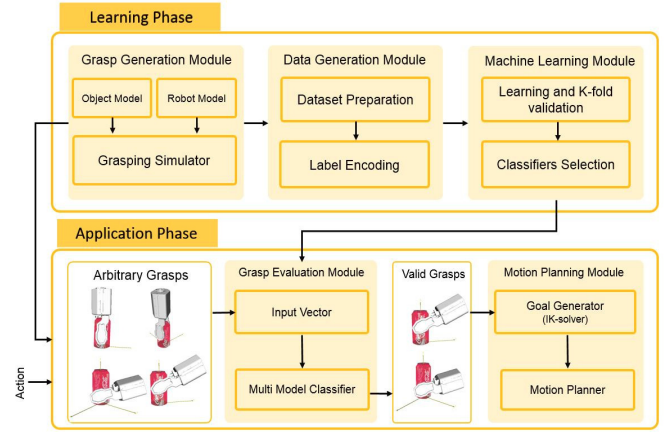 Learning Phase
Grasp Generation Module
Object Model
Robot Model
Grasping Simulator
Data Generation Module
Dataset Preparation
Label Encoding
Machine Learning Module
Learning and K-fold
validation
Classifiers Selection
Application Phase
Action
Arbitrary Grasps
Grasp Evaluation Module
Input Vector
Multi Model Classifier
Valid Grasps
Motion Planning Module
Goal Generator
(IK-solver)
Motion Planner